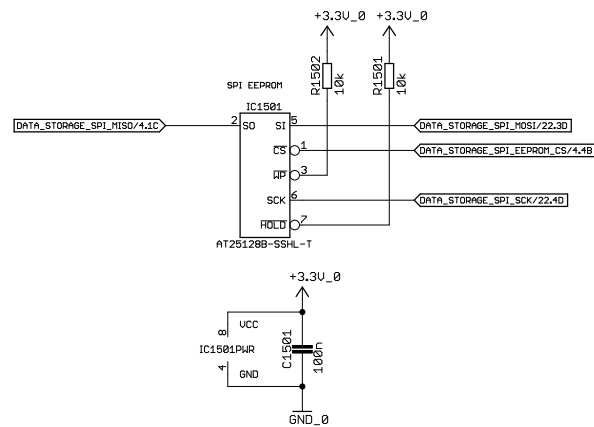 +3.3V_0 +3.3V_0
R1502
10k
R1501
10k
SPI EEPROM
IC1501
DATA_STORAGE_SPI_MISO/4.1C
2 SO SI 5
DATA_STORAGE_SPI_MOSI/22.3D
CS 1
DATA_STORAGE_SPI_EEPROM_CS/4.4B
WP 3
SCK 6
DATA_STORAGE_SPI_SCK/22.4D
HOLD 7
AT25128B-SSHL-T
+3.3V_0
8 VCC
IC1501PWR
4 GND
C1501
100n
GND_0